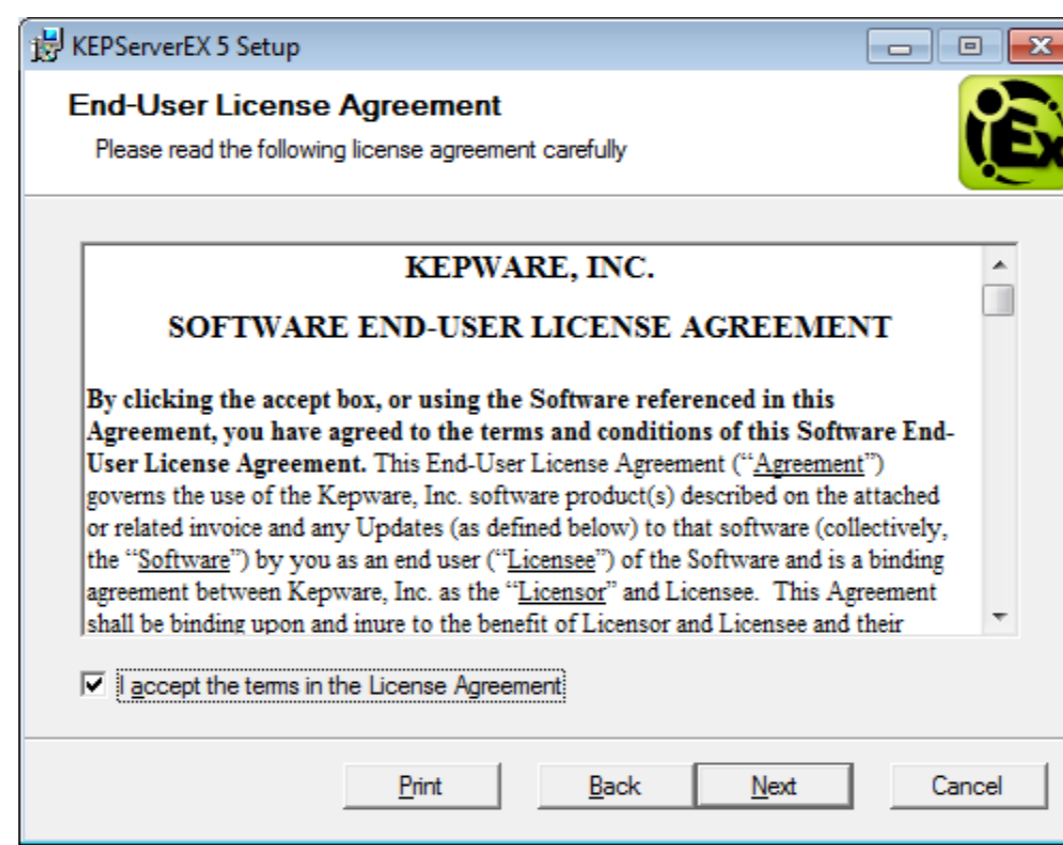 KEPServerEX 5 Setup
End-User License Agreement
Please read the following license agreement carefully
Ex
KEPWARE, INC.
SOFTWARE END-USER LICENSE AGREEMENT
By clicking the accept box, or using the Software referenced in this
Agreement, you have agreed to the terms and conditions of this Software End-
User License Agreement. This End-User License Agreement (“Agreement”)
governs the use of the Kepware, Inc. software product(s) described on the attached
or related invoice and any Updates (as defined below) to that software (collectively,
the “Software”) by you as an end user (“Licensee”) of the Software and is a binding
agreement between Kepware, Inc. as the “Licensor” and Licensee.  This Agreement
shall be binding upon and inure to the benefit of Licensor and Licensee and their
I accept the terms in the License Agreement
Print Back Next Cancel